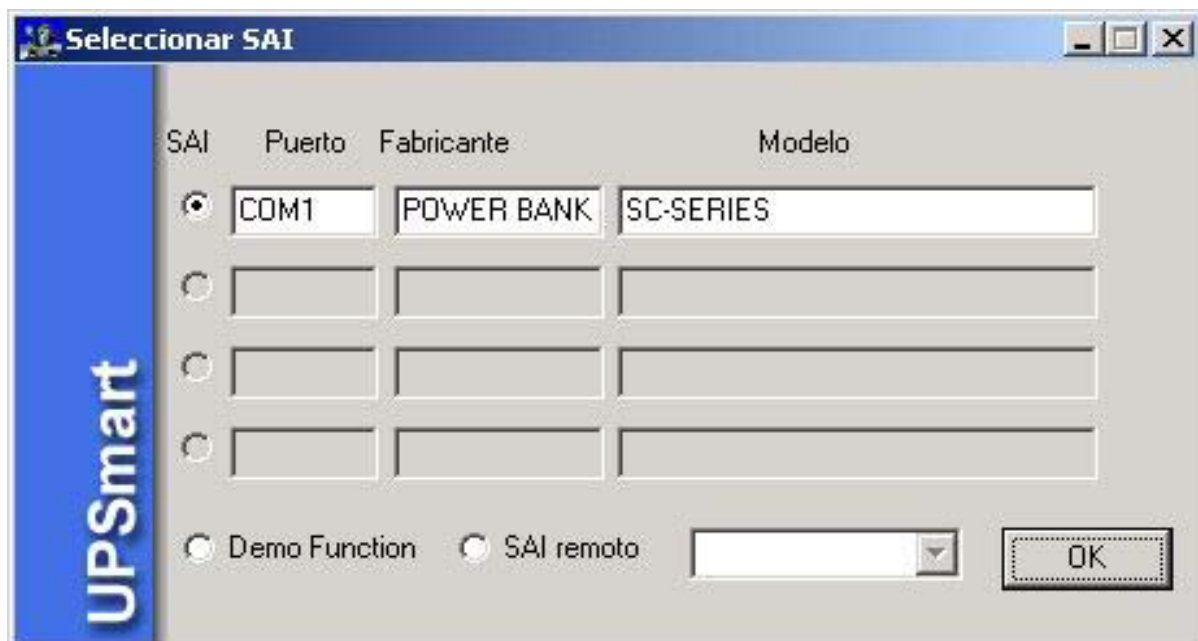 Seleccionar SAI
SAI Puerto Fabricante Modelo
COM1 POWER BANK SC-SERIES
Demo Function SAI remoto OK
UPSmart